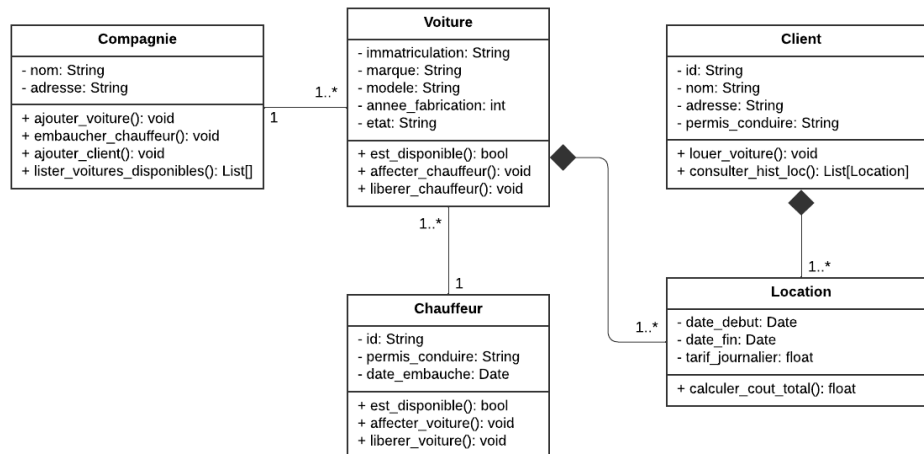 Compagnie
- nom: String
- adresse: String
+ ajouter_voiture(): void
+ embaucher_chauffeur(): void
+ ajouter_client(): void
+ lister_voitures_disponibles(): List[]
1
1..*
Voiture
- immatriculation: String
- marque: String
- modele: String
- annee_fabrication: int
- etat: String
+ est_disponible(): bool
+ affecter_chauffeur(): void
+ liberer_chauffeur(): void
1..*
1
Chauffeur
- id: String
- permis_conduire: String
- date_embauche: Date
+ est_disponible(): bool
+ affecter_voiture(): void
+ liberer_voiture(): void
Client
- id: String
- nom: String
- adresse: String
- permis_conduire: String
+ louer_voiture(): void
+ consulter_hist_loc(): List[Location]
1..*
1..*
Location
- date_debut: Date
- date_fin: Date
- tarif_journalier: float
+ calculer_cout_total(): float